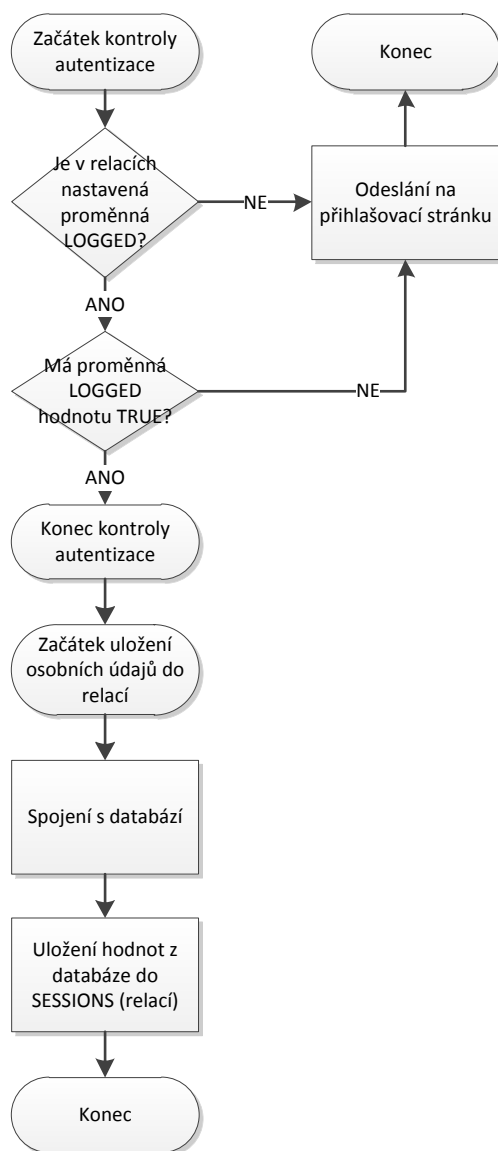 Začátek kontroly
autentizace
Konec
Je v relacích
nastavená
proměnná
LOGGED?
NE
Odeslání na
přihlašovací stránku
ANO
Má proměnná
LOGGED
hodnotu TRUE?
NE
ANO
Konec kontroly
autentizace
Začátek uložení
osobních údajů do
relací
Spojení s databází
Uložení hodnot z
databáze do
SESSIONS (relací)
Konec